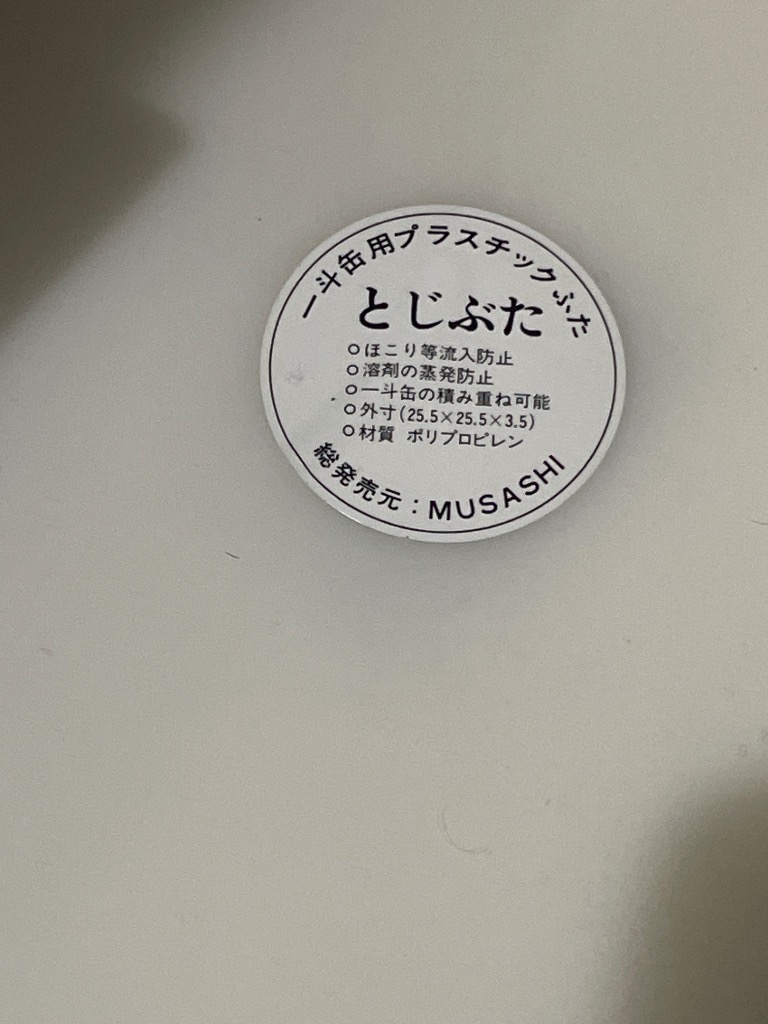 一斗缶用プラスチックふた
とじぶた
○ほこり等流入防止
○溶剤の蒸発防止
○一斗缶の積み重ね可能
○外寸(25.5×25.5×3.5)
○材質 ポリプロピレン
総発売元:MUSASHI